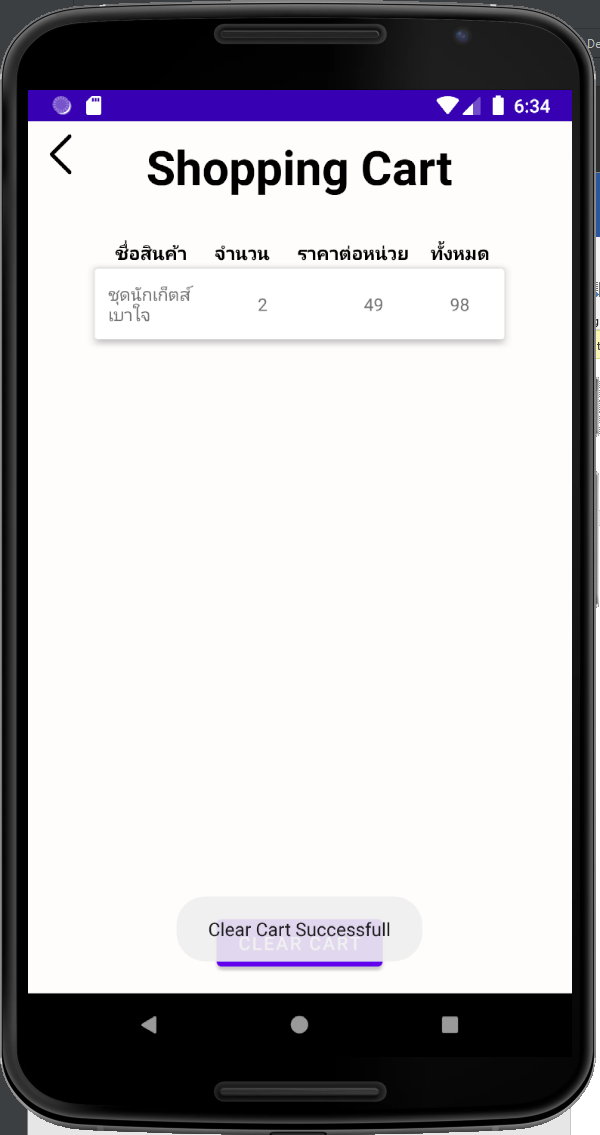 De
6:34
Shopping Cart
ชื่อสินค้า จำนวน ราคาต่อหน่วย ทั้งหมด
ชุดนักเก็ตส์ 2 49 98
เบาใจ
Clear Cart Successfull
CLEAR CART